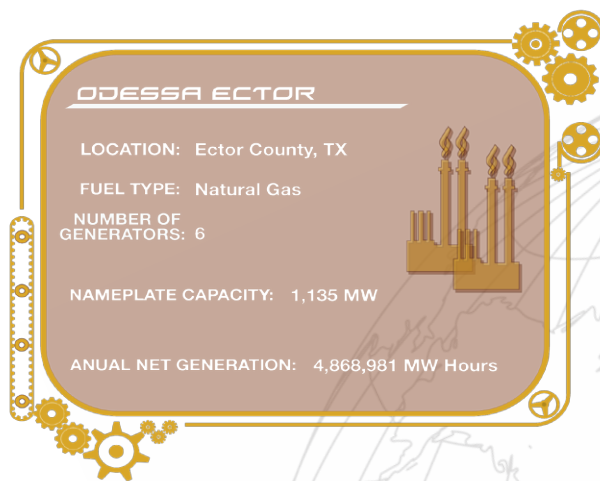 ODESSA ECTOR
LOCATION: Ector County, TX
FUEL TYPE: Natural Gas
NUMBER OF
GENERATORS: 6
NAMEPLATE CAPACITY: 1,135 MW
ANUAL NET GENERATION: 4,868,981 MW Hours